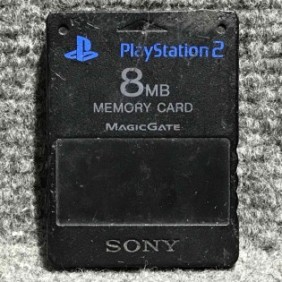 PlayStation 2
8MB
MEMORY CARD
MAGICGATE
SONY